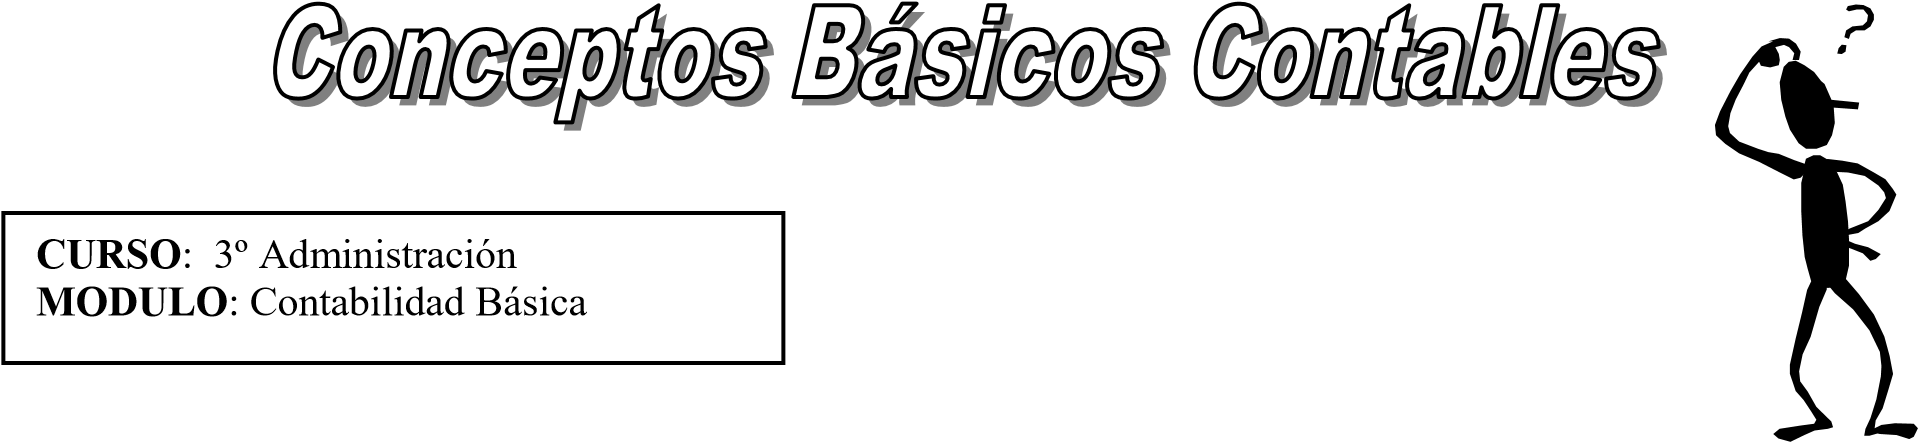 Conceptos Básicos Contables
?
CURSO: 3º Administración
MODULO: Contabilidad Básica